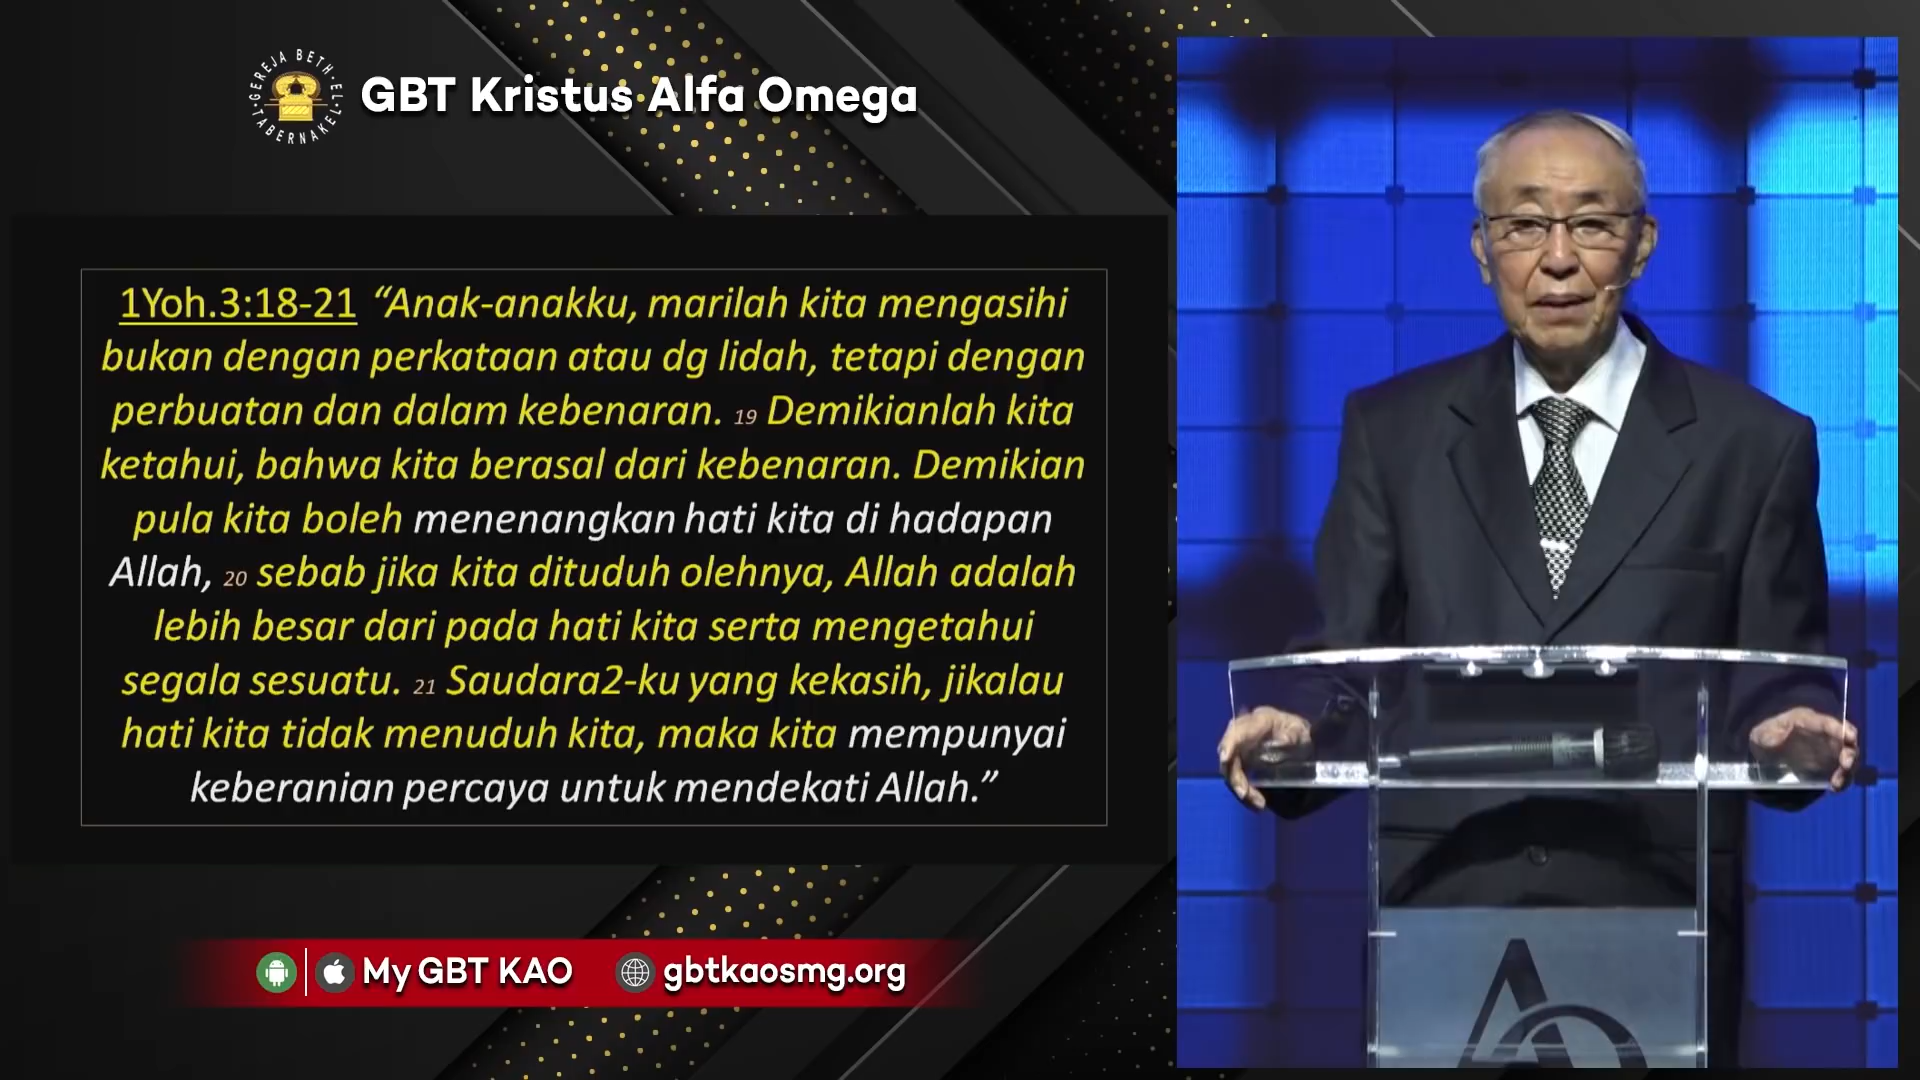 GEREJA BETH-EL TABERNAKEL
GBT Kristus Alfa Omega
1Yoh.3:18-21 “Anak-anakku, marilah kita mengasihi
bukan dengan perkataan atau dg lidah, tetapi dengan
perbuatan dan dalam kebenaran. 19 Demikianlah kita
ketahui, bahwa kita berasal dari kebenaran. Demikian
pula kita boleh menenangkan hati kita di hadapan
Allah, 20 sebab jika kita dituduh olehnya, Allah adalah
lebih besar dari pada hati kita serta mengetahui
segala sesuatu. 21 Saudara2-ku yang kekasih, jikalau
hati kita tidak menuduh kita, maka kita mempunyai
keberanian percaya untuk mendekati Allah.”
My GBT KAO
gbtkaosmg.org